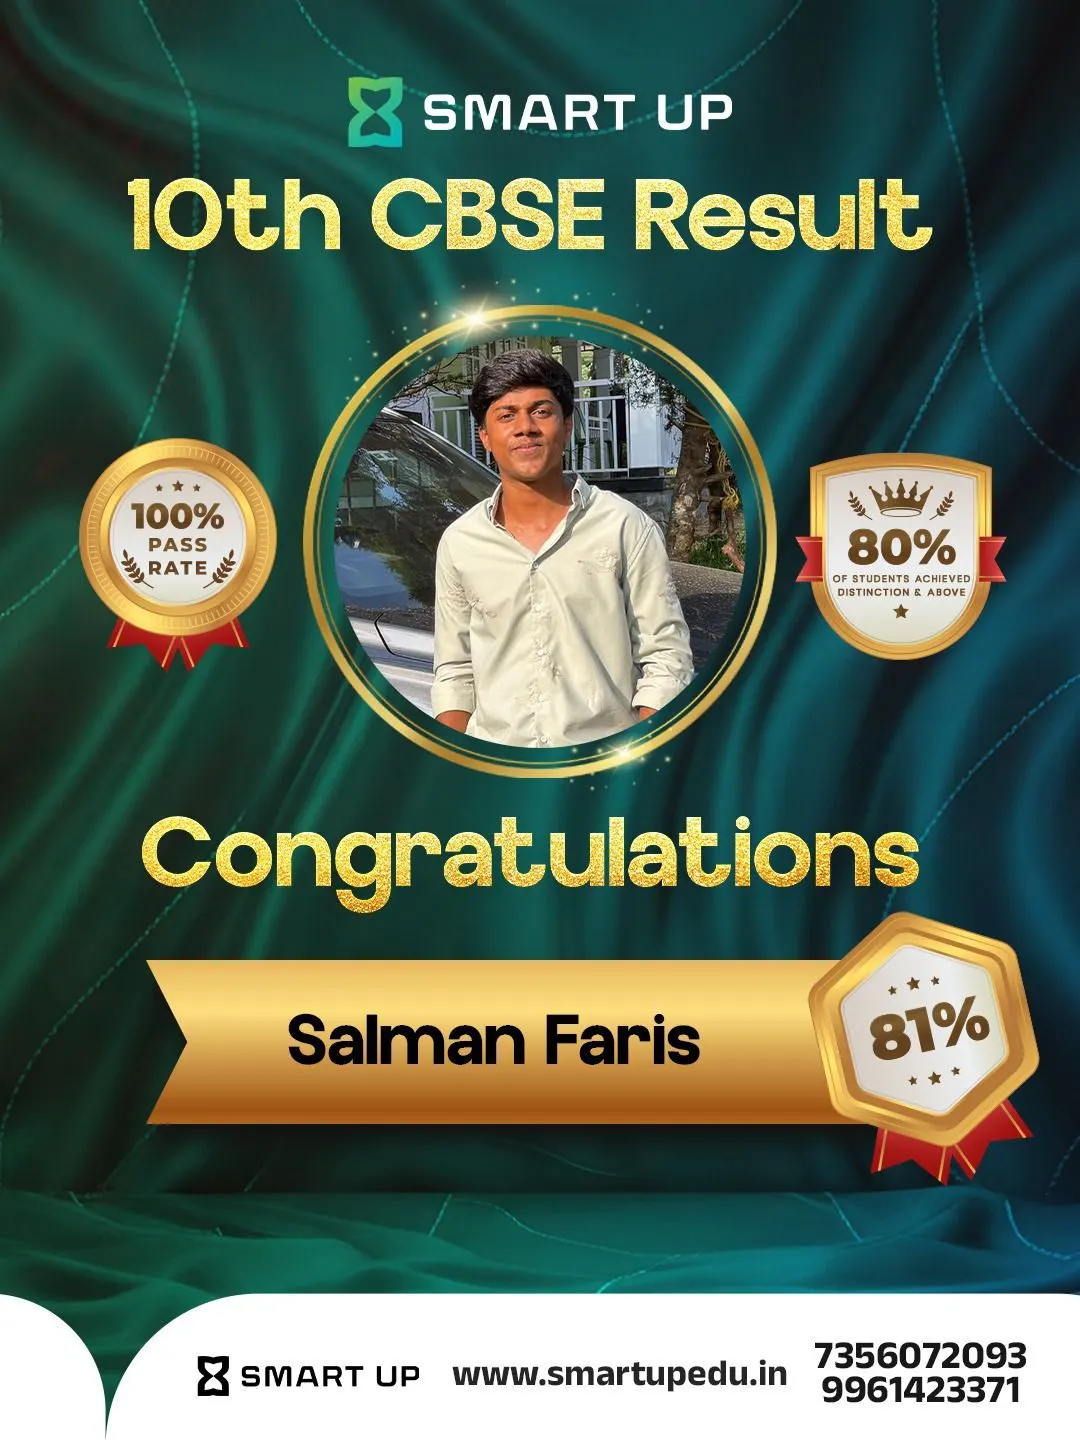 SMART UP
10th CBSE Result
100%
PASS
RATE
80%
OF STUDENTS ACHIEVED
DISTINCTION & ABOVE
Congratulations
Salman Faris
81%
SMART UP
www.smartupedu.in
7356072093
9961423371